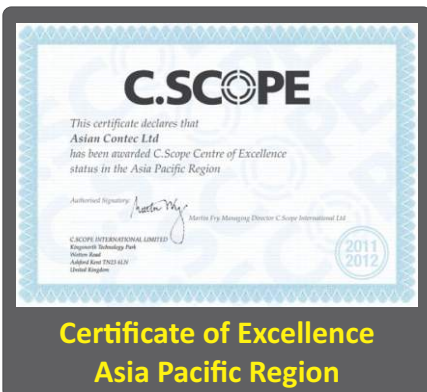 C.SCOPE
This certificate declares that
Asian Contec Ltd
has been awarded C.Scope Centre of Excellence
status in the Asia Pacific Region
Authorised Signatory
Martin Fry Managing Director C.Scope International Ltd
C.SCOPE INTERNATIONAL LIMITED
Kingsnorth Technology Park
Wotton Road
Ashford Kent TN23 6LN
United Kingdom
2011
2012
Certificate of Excellence
Asia Pacific Region